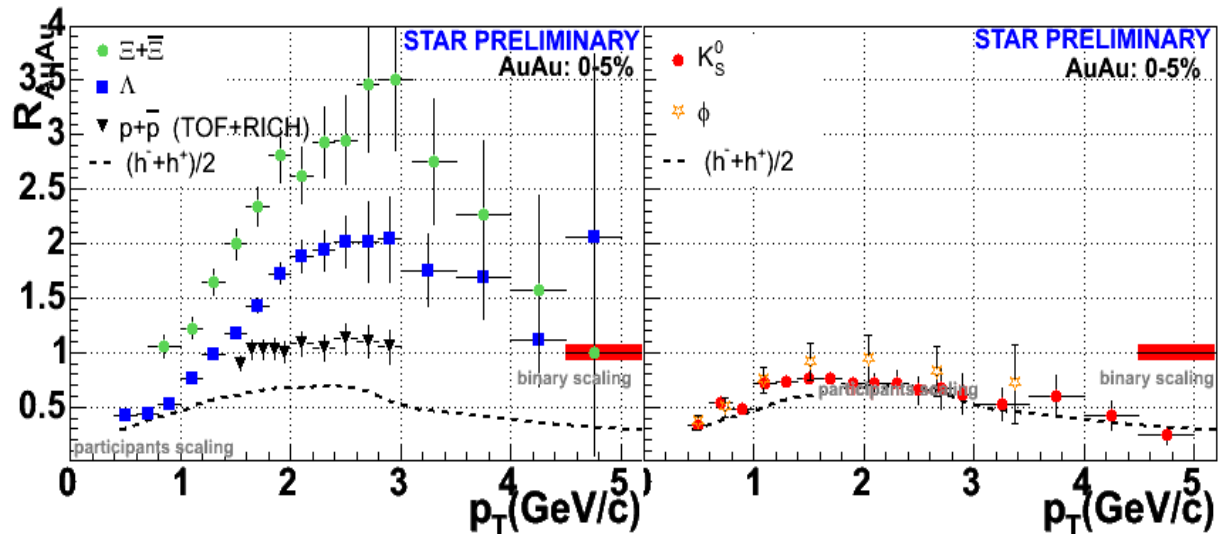 R_AuAu
4
3.5
3
2.5
2
1.5
1
0.5
Ξ+Ξ̅
Λ
p+p̅ (TOF+RICH)
(h⁻+h⁺)/2
STAR PRELIMINARY
AuAu: 0-5%
binary scaling
participants scaling
0 1 2 3 4 5
p_T(GeV/c)
K⁰_S
ϕ
(h⁻+h⁺)/2
STAR PRELIMINARY
AuAu: 0-5%
participants scaling
binary scaling
0 1 2 3 4 5
p_T(GeV/c)